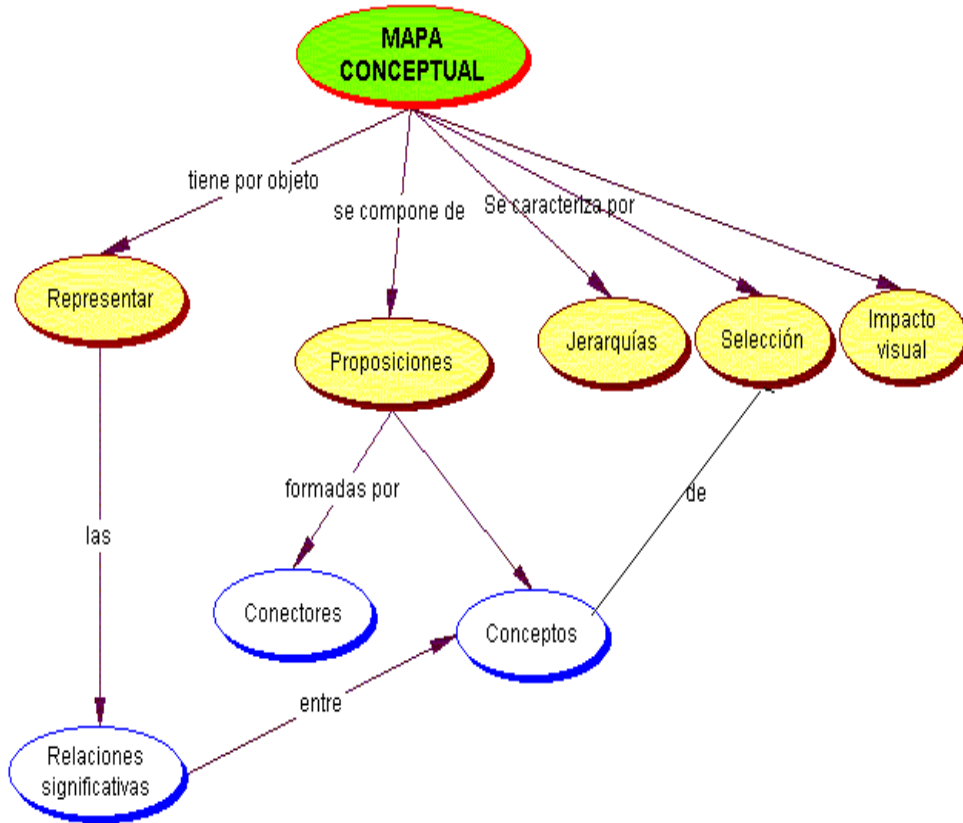 MAPA
CONCEPTUAL
tiene por objeto
se compone de
Se caracteriza por
Representar
Proposiciones
Jerarquías
Selección
Impacto
visual
formadas por
de
las
Conectores
Conceptos
entre
Relaciones
significativas